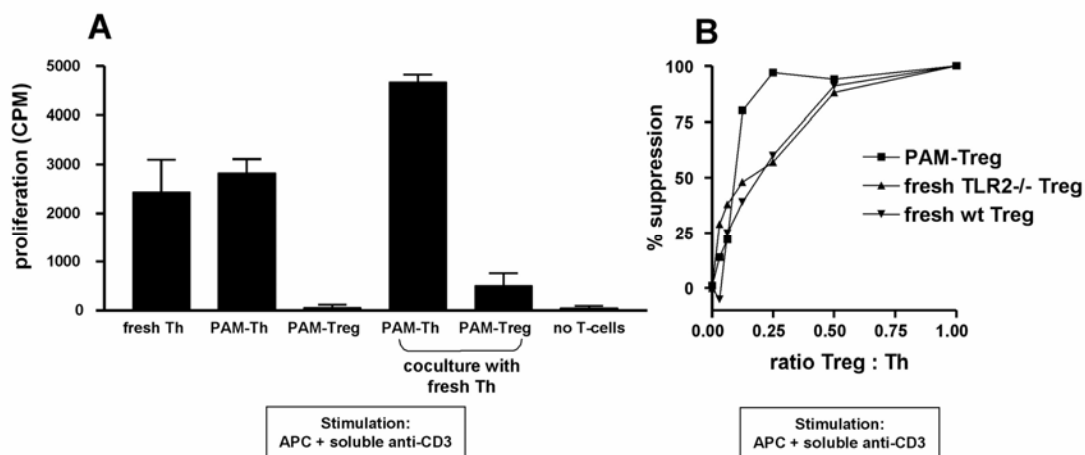 A
proliferation (CPM)
5000
4000
3000
2000
1000
0
fresh Th
PAM-Th
PAM-Treg
PAM-Th
PAM-Treg
no T-cells
coculture with
fresh Th
Stimulation:
APC + soluble anti-CD3
B
% suppression
100
75
50
25
0
0.00
0.25
0.50
0.75
1.00
ratio Treg : Th
PAM-Treg
fresh TLR2-/- Treg
fresh wt Treg
Stimulation:
APC + soluble anti-CD3